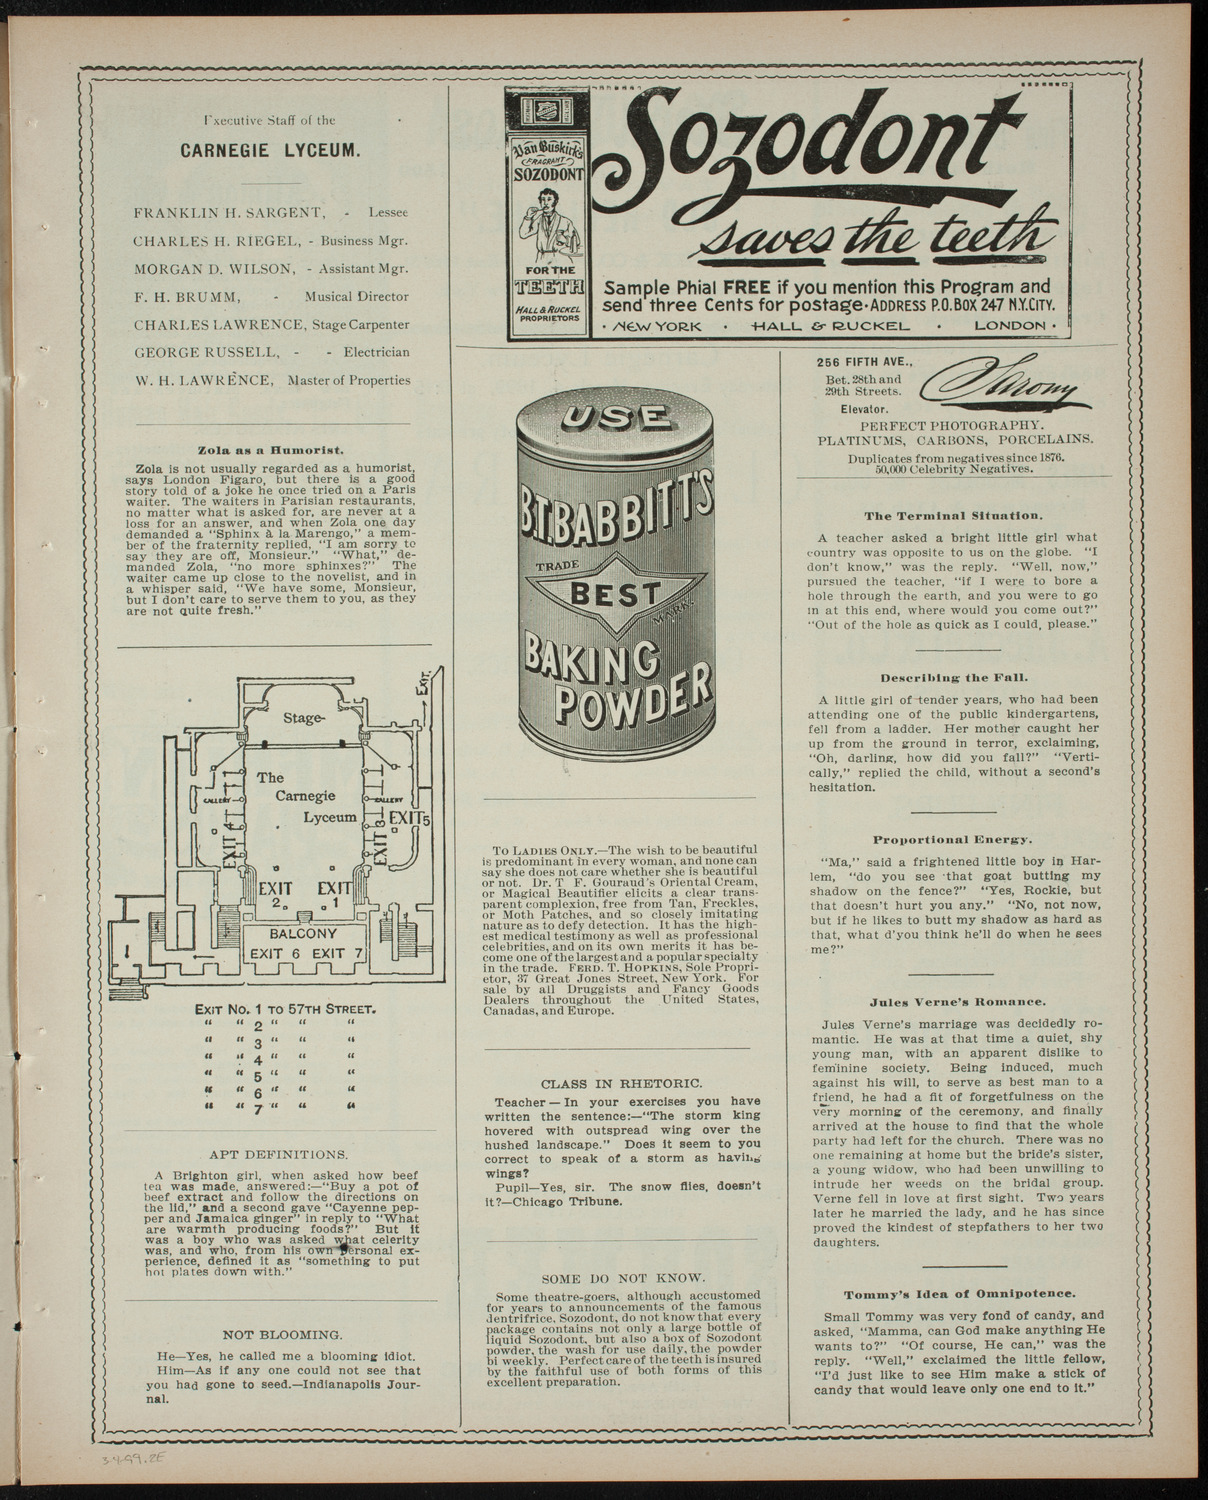 Executive Staff of the
CARNEGIE LYCEUM.
FRANKLIN H. SARGENT, - Lessee
CHARLES H. RIEGEL, - Business Mgr.
MORGAN D. WILSON, - Assistant Mgr.
F. H. BRUMM, - Musical Director
CHARLES LAWRENCE, Stage Carpenter
GEORGE RUSSELL, - - Electrician
W. H. LAWRENCE, Master of Properties
Zola as a Humorist.
Zola is not usually regarded as a humorist,
says London Figaro, but there is a good
story told of a joke he once tried on a Paris
waiter. The waiters in Parisian restaurants,
no matter what is asked for, are never at a
loss for an answer, and when Zola one day
demanded a "Sphinx à la Marengo," a mem-
ber of the fraternity replied, "I am sorry to
say they are off, Monsieur." "What," de-
manded Zola, "no more sphinxes?" The
waiter came up close to the novelist, and in
a whisper said, "We have some, Monsieur,
but I don't care to serve them to you, as they
are not quite fresh."
EXIT.
Stage
The
Carnegie
Lyceum
GALLERY
GALLERY
EXIT 4
EXIT 3
EXIT 5
EXIT 2.
EXIT 1
BALCONY
EXIT 6 EXIT 7
EXIT NO. 1 TO 57TH STREET.
" " 2 " " "
" " 3 " " "
" " 4 " " "
" " 5 " " "
" " 6 " " "
" " 7 " " "
APT DEFINITIONS.
A Brighton girl, when asked how beef
tea was made, answered:—"Buy a pot of
beef extract and follow the directions on
the lid," and a second gave "Cayenne pep-
per and Jamaica ginger" in reply to "What
are warmth producing foods?" But it
was a boy who was asked what celerity
was, and who, from his own personal ex-
perience, defined it as "something to put
hot plates down with."
NOT BLOOMING.
He—Yes, he called me a blooming idiot.
Him—As if any one could not see that
you had gone to seed.—Indianapolis Jour-
nal.
Van Buskirk's
FRAGRANT
SOZODONT
FOR THE
TEETH
HALL & RUCKEL
PROPRIETORS
Sozodont
saves the teeth
Sample Phial FREE if you mention this Program and
send three Cents for postage·ADDRESS P.O. BOX 247 N.Y. CITY.
· NEW YORK · HALL & RUCKEL · LONDON ·
USE
B.T. BABBITT'S
TRADE
BEST
MARK
BAKING
POWDER
TO LADIES ONLY.—The wish to be beautiful
is predominant in every woman, and none can
say she does not care whether she is beautiful
or not. Dr. T. F. Gouraud's Oriental Cream,
or Magical Beautifier elicits a clear trans-
parent complexion, free from Tan, Freckles,
or Moth Patches, and so closely imitating
nature as to defy detection. It has the high-
est medical testimony as well as professional
celebrities, and on its own merits it has be-
come one of the largest and a popular specialty
in the trade. FERD. T. HOPKINS, Sole Propri-
etor, 37 Great Jones Street, New York. For
sale by all Druggists and Fancy Goods
Dealers throughout the United States,
Canadas, and Europe.
CLASS IN RHETORIC.
Teacher—In your exercises you have
written the sentence:—"The storm king
hovered with outspread wing over the
hushed landscape." Does it seem to you
correct to speak of a storm as having
wings?
Pupil—Yes, sir. The snow flies, doesn't
it?—Chicago Tribune.
SOME DO NOT KNOW.
Some theatre-goers, although accustomed
for years to announcements of the famous
dentrifrice, Sozodont, do not know that every
package contains not only a large bottle of
liquid Sozodont, but also a box of Sozodont
powder, the wash for use daily, the powder
bi weekly. Perfect care of the teeth is insured
by the faithful use of both forms of this
excellent preparation.
256 FIFTH AVE.,
Bet. 28th and
29th Streets.
Elevator.
Sarony
PERFECT PHOTOGRAPHY.
PLATINUMS, CARBONS, PORCELAINS.
Duplicates from negatives since 1876.
50,000 Celebrity Negatives.
The Terminal Situation.
A teacher asked a bright little girl what
country was opposite to us on the globe. "I
don't know," was the reply. "Well, now,"
pursued the teacher, "if I were to bore a
hole through the earth, and you were to go
in at this end, where would you come out?"
"Out of the hole as quick as I could, please."
Describing the Fall.
A little girl of tender years, who had been
attending one of the public kindergartens,
fell from a ladder. Her mother caught her
up from the ground in terror, exclaiming,
"Oh, darling, how did you fall?" "Verti-
cally," replied the child, without a second's
hesitation.
Proportional Energy.
"Ma," said a frightened little boy in Har-
lem, "do you see that goat butting my
shadow on the fence?" "Yes, Rockie, but
that doesn't hurt you any." "No, not now,
but if he likes to butt my shadow as hard as
that, what d'you think he'll do when he sees
me?"
Jules Verne's Romance.
Jules Verne's marriage was decidedly ro-
mantic. He was at that time a quiet, shy
young man, with an apparent dislike to
feminine society. Being induced, much
against his will, to serve as best man to a
friend, he had a fit of forgetfulness on the
very morning of the ceremony, and finally
arrived at the house to find that the whole
party had left for the church. There was no
one remaining at home but the bride's sister,
a young widow, who had been unwilling to
intrude her weeds on the bridal group.
Verne fell in love at first sight. Two years
later he married the lady, and he has since
proved the kindest of stepfathers to her two
daughters.
Tommy's Idea of Omnipotence.
Small Tommy was very fond of candy, and
asked, "Mamma, can God make anything He
wants to?" "Of course, He can," was the
reply. "Well," exclaimed the little fellow,
"I'd just like to see Him make a stick of
candy that would leave only one end to it."